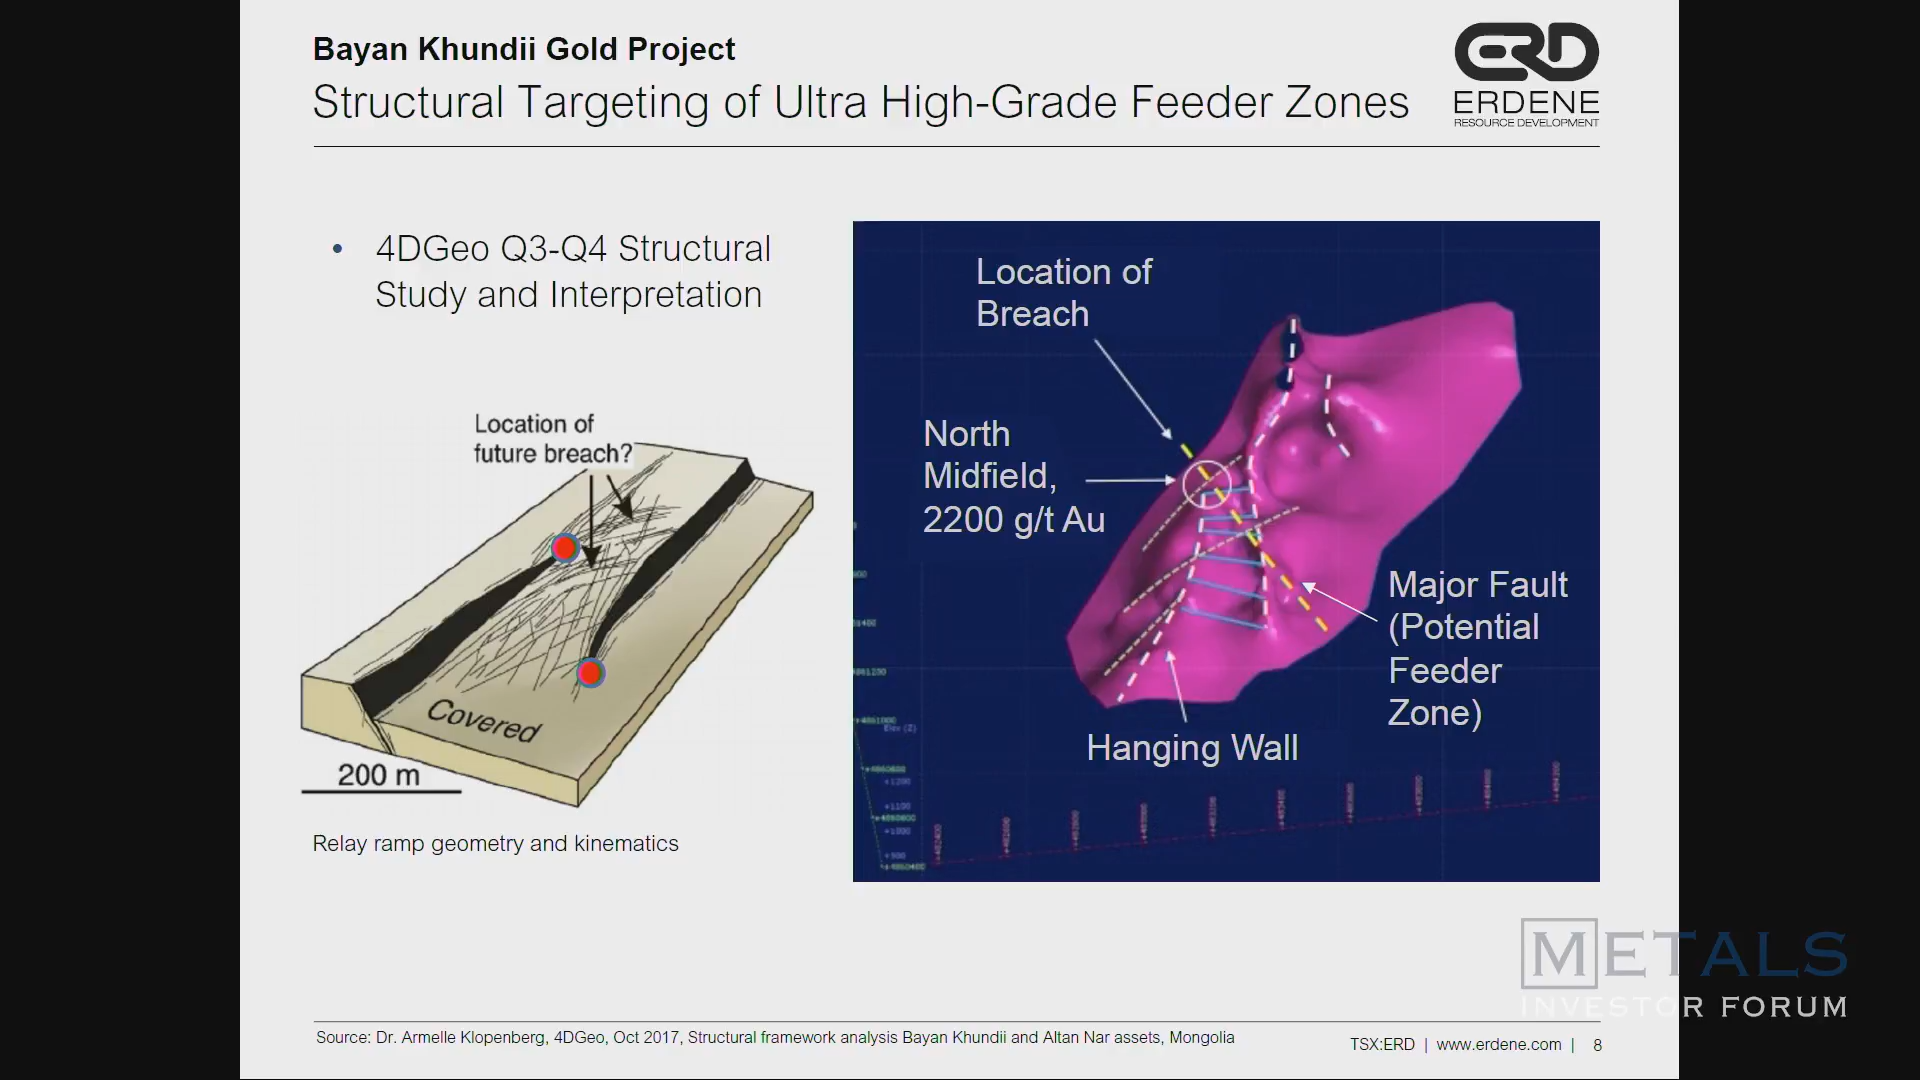 Bayan Khundii Gold Project
Structural Targeting of Ultra High-Grade Feeder Zones
ERD
ERDENE
RESOURCE DEVELOPMENT
• 4DGeo Q3-Q4 Structural
Study and Interpretation
Location of
future breach?
Covered
200 m
Relay ramp geometry and kinematics
Location of
Breach
North
Midfield,
2200 g/t Au
Major Fault
(Potential
Feeder
Zone)
Hanging Wall
Elev (Z)
METALS
INVESTOR FORUM
Source: Dr. Armelle Klopenberg, 4DGeo, Oct 2017, Structural framework analysis Bayan Khundii and Altan Nar assets, Mongolia
TSX:ERD | www.erdene.com | 8